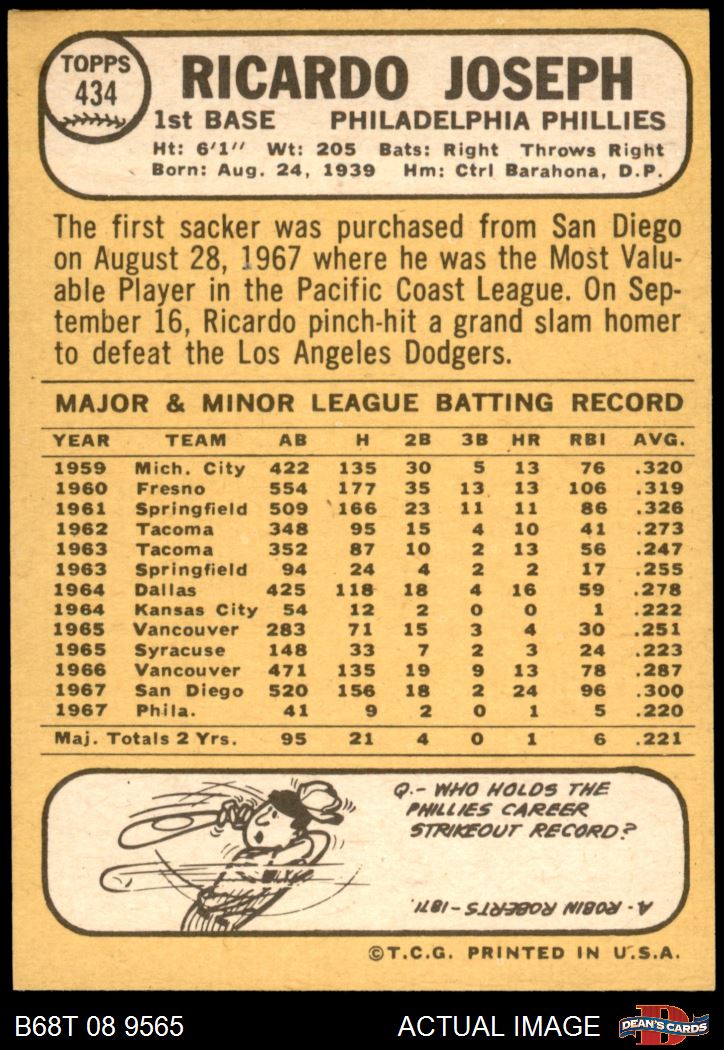 TOPPS
434
RICARDO JOSEPH
1st BASE PHILADELPHIA PHILLIES
Ht: 6'1" Wt: 205 Bats: Right Throws Right
Born: Aug. 24, 1939 Hm: Ctrl Barahona, D.P.
The first sacker was purchased from San Diego
on August 28, 1967 where he was the Most Valu-
able Player in the Pacific Coast League. On Sep-
tember 16, Ricardo pinch-hit a grand slam homer
to defeat the Los Angeles Dodgers.
MAJOR & MINOR LEAGUE BATTING RECORD
YEAR TEAM AB H 2B 3B HR RBI AVG.
1959 Mich. City 422 135 30 5 13 76 .320
1960 Fresno 554 177 35 13 13 106 .319
1961 Springfield 509 166 23 11 11 86 .326
1962 Tacoma 348 95 15 4 10 41 .273
1963 Tacoma 352 87 10 2 13 56 .247
1963 Springfield 94 24 4 2 2 17 .255
1964 Dallas 425 118 18 4 16 59 .278
1964 Kansas City 54 12 2 0 0 1 .222
1965 Vancouver 283 71 15 3 4 30 .251
1965 Syracuse 148 33 7 2 3 24 .223
1966 Vancouver 471 135 19 9 13 78 .287
1967 San Diego 520 156 18 2 24 96 .300
1967 Phila. 41 9 2 0 1 5 .220
Maj. Totals 2 Yrs. 95 21 4 0 1 6 .221
Q.- WHO HOLDS THE
PHILLIES CAREER
STRIKEOUT RECORD?
A- ROBIN ROBERTS-1871.
©T.C.G. PRINTED IN U.S.A.
B68T 08 9565 ACTUAL IMAGE
D
DEAN'S CARDS